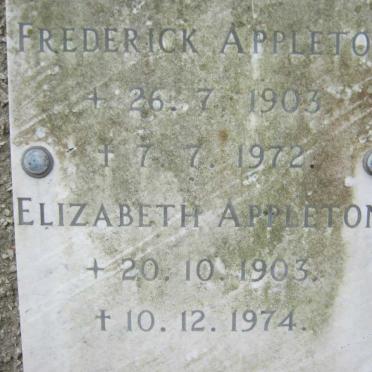 FREDERICK APPLETO
+ 26. 7. 1903
† 7. 7. 1972.
ELIZABETH APPLETON
+ 20. 10. 1903.
† 10. 12. 1974.